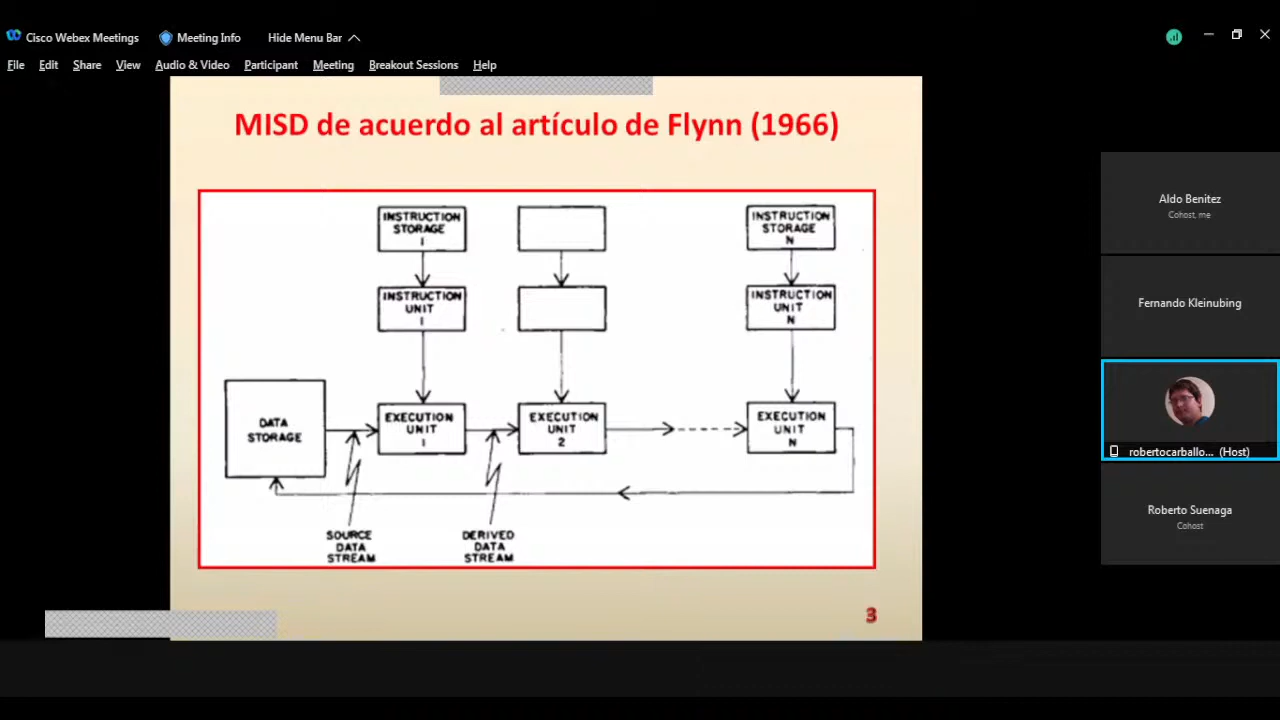 Cisco Webex Meetings
Meeting Info
Hide Menu Bar
File Edit Share View Audio & Video Participant Meeting Breakout Sessions Help
MISD de acuerdo al artículo de Flynn (1966)
INSTRUCTION
STORAGE
1
INSTRUCTION
STORAGE
N
INSTRUCTION
UNIT
1
INSTRUCTION
UNIT
N
DATA
STORAGE
EXECUTION
UNIT
1
EXECUTION
UNIT
2
EXECUTION
UNIT
N
SOURCE
DATA
STREAM
DERIVED
DATA
STREAM
3
Aldo Benitez
Cohost, me
Fernando Kleinubing
robertocarballo... (Host)
Roberto Suenaga
Cohost